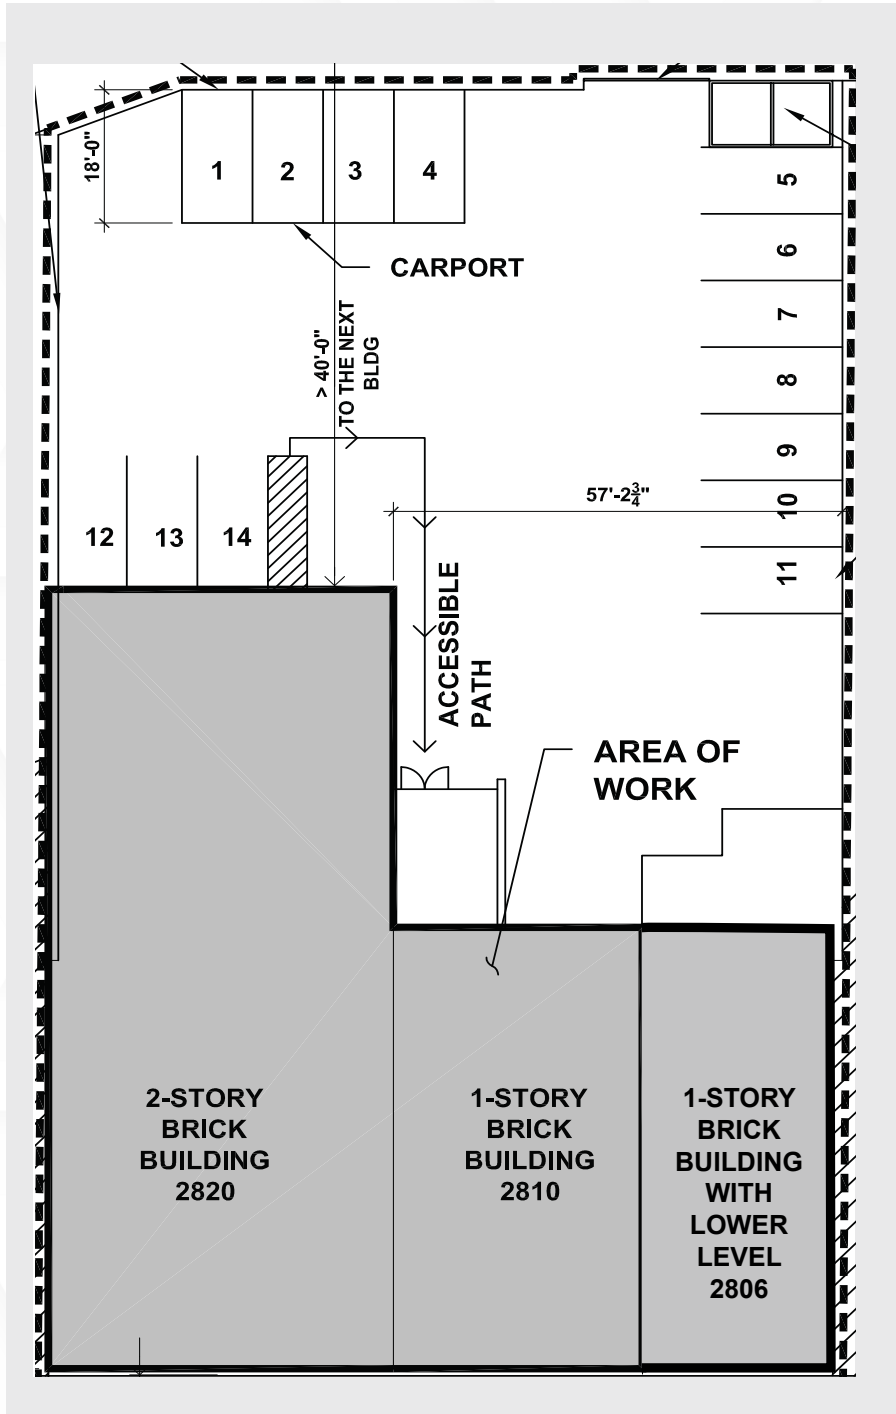 18'-0"
1
2
3
4
CARPORT
5
6
7
8
9
10
11
> 40'-0"
TO THE NEXT
BLDG
57'-2¾"
12
13
14
ACCESSIBLE
PATH
AREA OF
WORK
2-STORY
BRICK
BUILDING
2820
1-STORY
BRICK
BUILDING
2810
1-STORY
BRICK
BUILDING
WITH
LOWER
LEVEL
2806